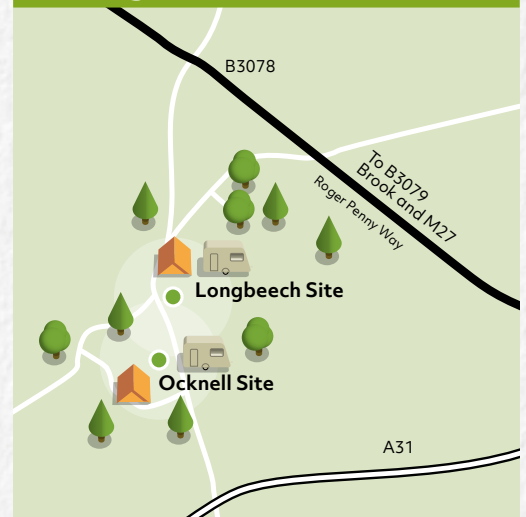 B3078
To B3079
Brook and M27
Roger Penny Way
Longbeech Site
Ocknell Site
A31